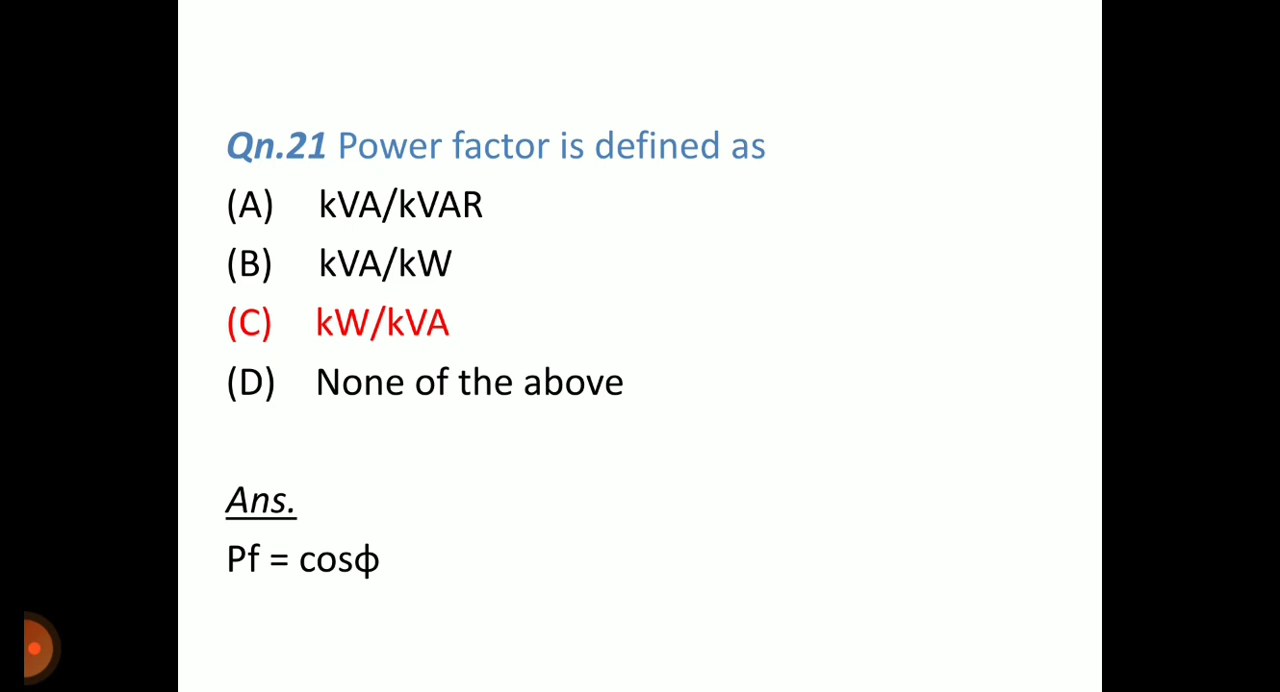 Qn.21 Power factor is defined as
(A) kVA/kVAR
(B) kVA/kW
(C) kW/kVA
(D) None of the above
Ans.
Pf = cosϕ